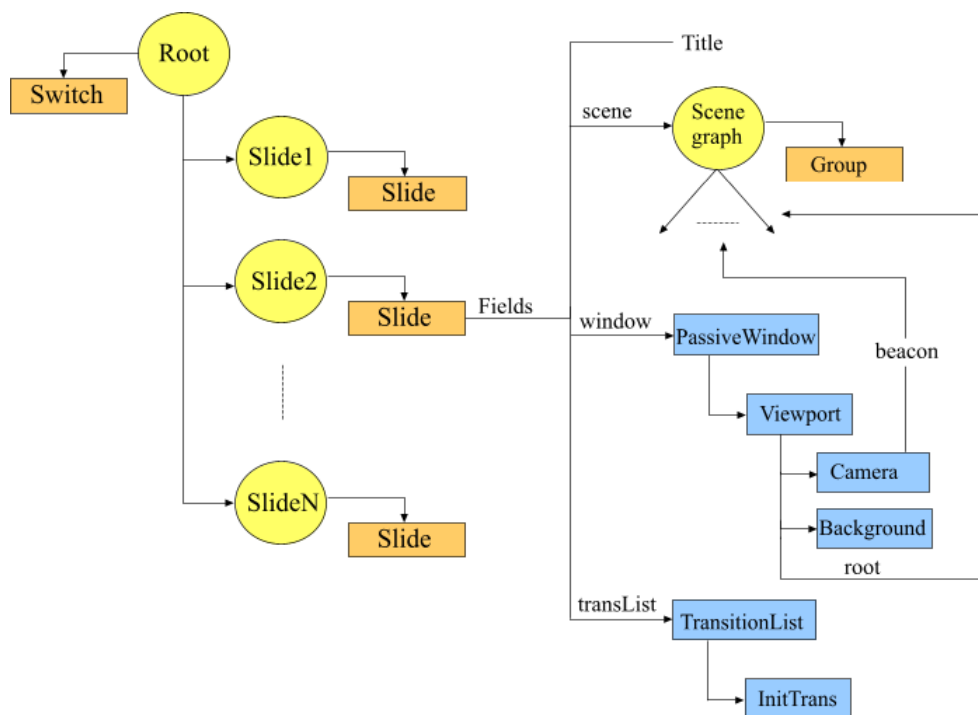 Root
Switch
Slide1
Slide
Slide2
Slide
SlideN
Slide
Fields
Title
scene
Scene
graph
Group
window
PassiveWindow
beacon
Viewport
Camera
Background
root
transList
TransitionList
InitTrans